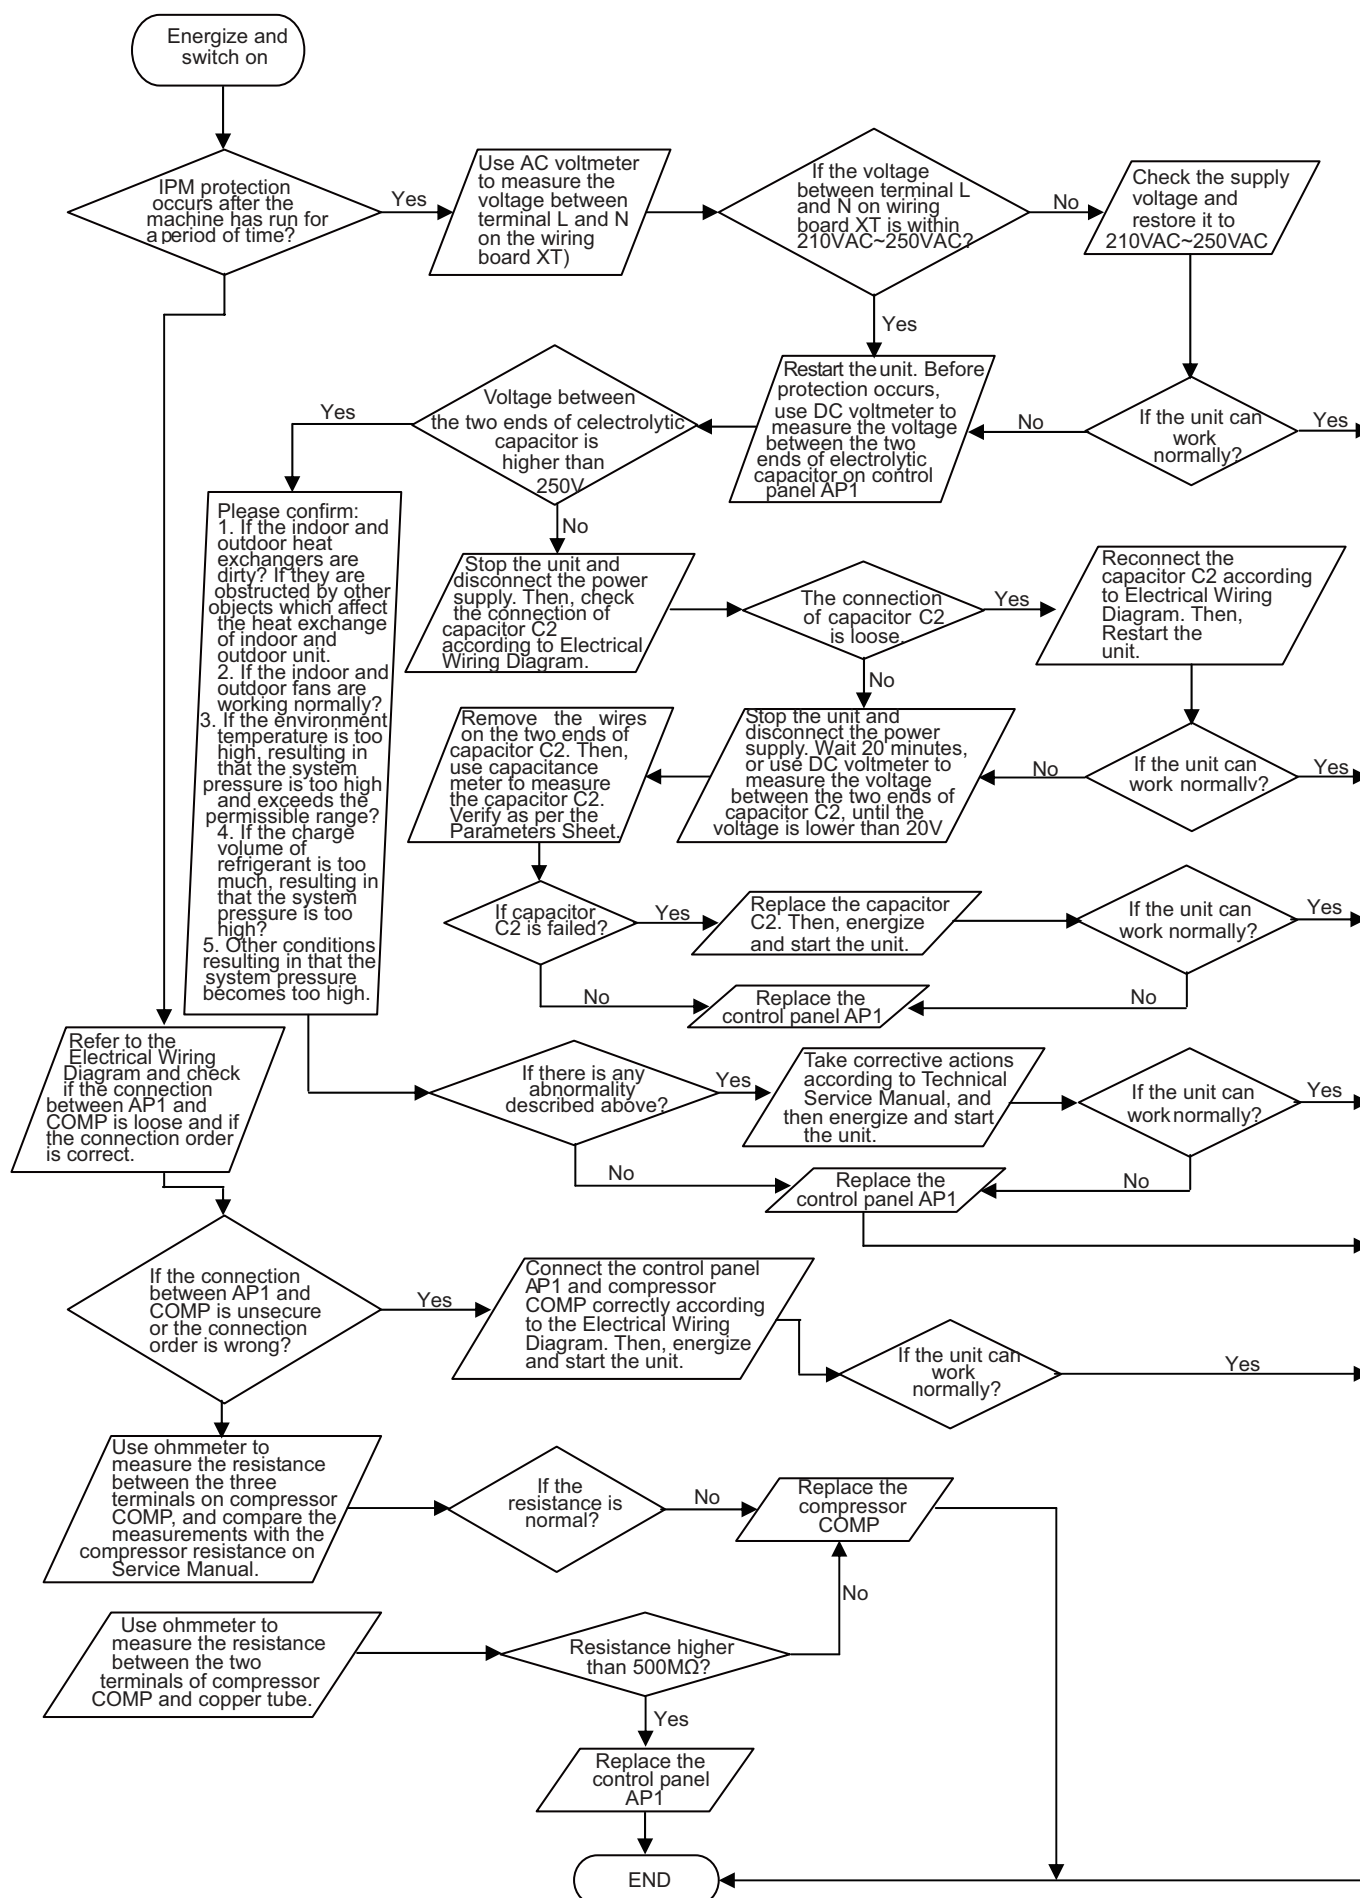 Energize and
switch on
IPM protection
occurs after the
machine has run for
a period of time?
Yes
Use AC voltmeter
to measure the
voltage between
terminal L and N
on the wiring
board XT)
If the voltage
between terminal L
and N on wiring
board XT is within
210VAC~250VAC?
No
Check the supply
voltage and
restore it to
210VAC~250VAC
Yes
Voltage between
the two ends of celectrolytic
capacitor is
higher than
250V
Yes
Restart the unit. Before
protection occurs,
use DC voltmeter to
measure the voltage
between the two
ends of electrolytic
capacitor on control
panel AP1
No
If the unit can
work
normally?
Yes
Please confirm:
1. If the indoor and
outdoor heat
exchangers are
dirty? If they are
obstructed by other
objects which affect
the heat exchange
of indoor and
outdoor unit.
2. If the indoor and
outdoor fans are
working normally?
3. If the environment
temperature is too
high, resulting in
that the system
pressure is too high
and exceeds the
permissible range?
4. If the charge
volume of
refrigerant is too
much, resulting in
that the system
pressure is too
high?
5. Other conditions
resulting in that the
system pressure
becomes too high.
No
Stop the unit and
disconnect the power
supply. Then, check
the connection of
capacitor C2
according to Electrical
Wiring Diagram.
The connection
of capacitor C2
is loose.
Yes
Reconnect the
capacitor C2 according
to Electrical Wiring
Diagram. Then,
Restart the
unit.
No
Remove the wires
on the two ends of
capacitor C2. Then,
use capacitance
meter to measure
the capacitor C2.
Verify as per the
Parameters Sheet.
Stop the unit and
disconnect the power
supply. Wait 20 minutes,
or use DC voltmeter to
measure the voltage
between the two ends of
capacitor C2, until the
voltage is lower than 20V
No
If the unit can
work normally?
Yes
If capacitor
C2 is failed?
Yes
Replace the capacitor
C2. Then, energize
and start the unit.
If the unit can
work normally?
Yes
No
Replace the
control panel AP1
No
Refer to the
Electrical Wiring
Diagram and check
if the connection
between AP1 and
COMP is loose and if
the connection order
is correct.
If there is any
abnormality
described above?
Yes
Take corrective actions
according to Technical
Service Manual, and
then energize and start
the unit.
If the unit can
work normally?
Yes
No
Replace the
control panel AP1
No
If the connection
between AP1 and
COMP is unsecure
or the connection
order is wrong?
Yes
Connect the control panel
AP1 and compressor
COMP correctly according
to the Electrical Wiring
Diagram. Then, energize
and start the unit.
If the unit can
work
normally?
Yes
Use ohmmeter to
measure the resistance
between the three
terminals on compressor
COMP, and compare the
measurements with the
compressor resistance on
Service Manual.
If the
resistance is
normal?
No
Replace the
compressor
COMP
No
Use ohmmeter to
measure the resistance
between the two
terminals of compressor
COMP and copper tube.
Resistance higher
than 500MΩ?
Yes
Replace the
control panel
AP1
END